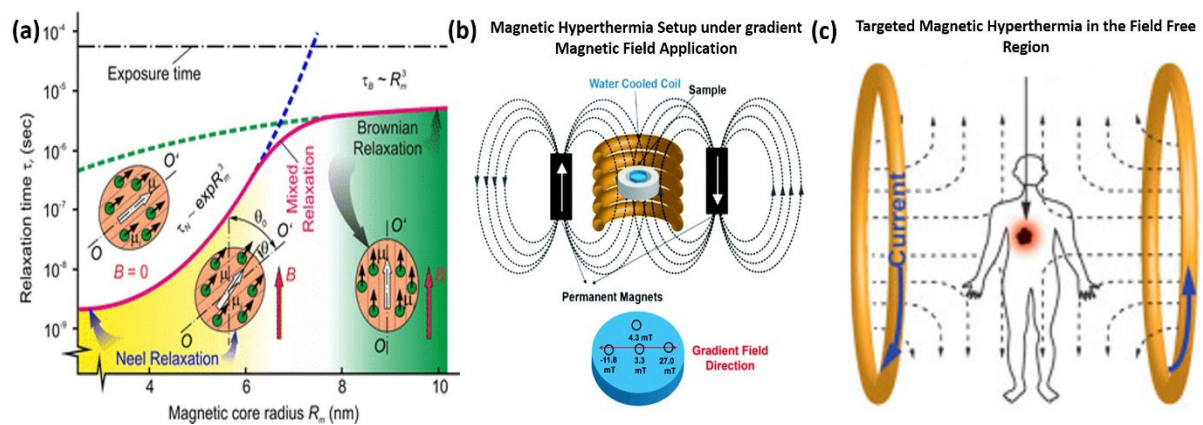 (a)
10⁻⁴
10⁻⁵
10⁻⁶
10⁻⁷
10⁻⁸
10⁻⁹
Relaxation time τ, (sec)
Exposure time
τB ~ R³m
Brownian
Relaxation
τN ~ expR³m
Mixed
Relaxation
θ₀
θ
O'
O'
O'
μ
μ
μ
μ
μ
O
O
O
B = 0
B
B
Neel Relaxation
4
6
8
10
Magnetic core radius Rm (nm)
(b)
Magnetic Hyperthermia Setup under gradient
Magnetic Field Application
Water Cooled Coil
Sample
Permanent Magnets
4.3 mT
-11.8
mT
3.3
mT
27.0
mT
Gradient Field
Direction
(c)
Targeted Magnetic Hyperthermia in the Field Free
Region
Current